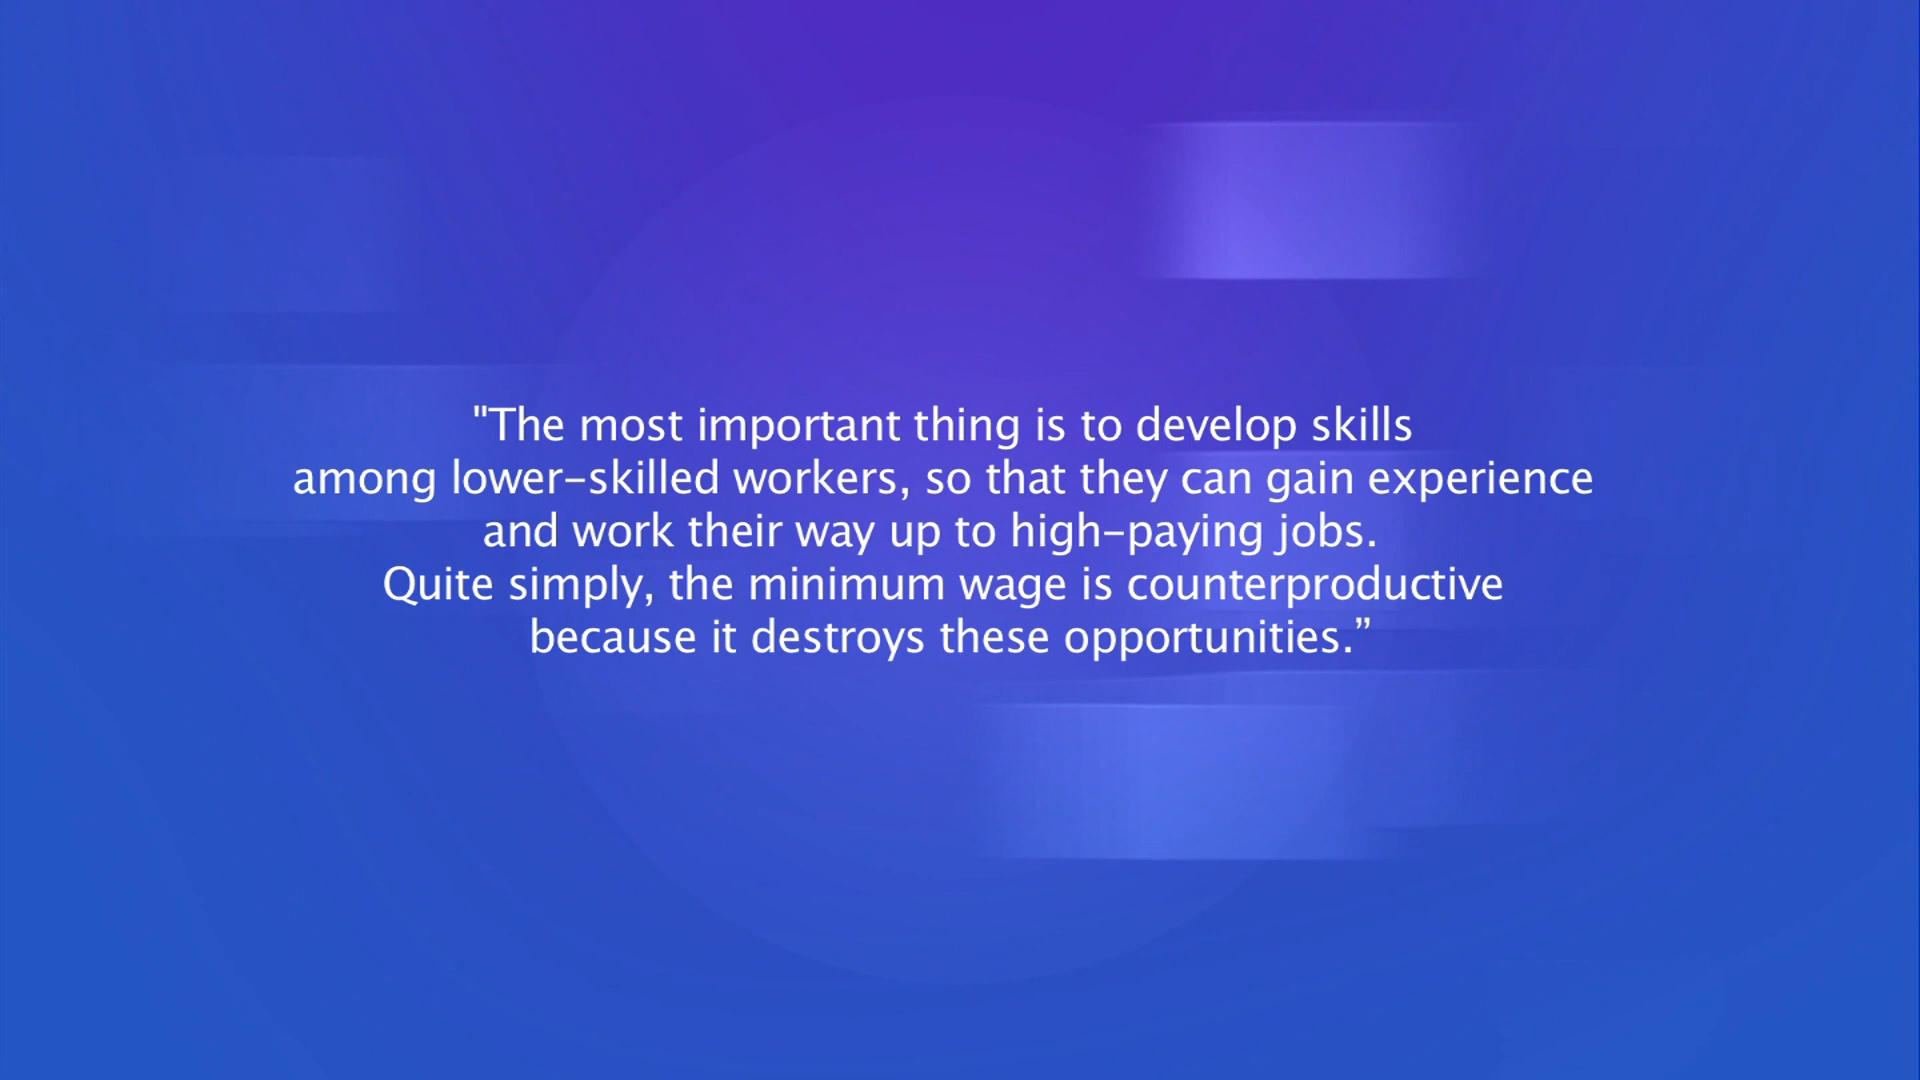 "The most important thing is to develop skills
among lower-skilled workers, so that they can gain experience
and work their way up to high-paying jobs.
Quite simply, the minimum wage is counterproductive
because it destroys these opportunities.”